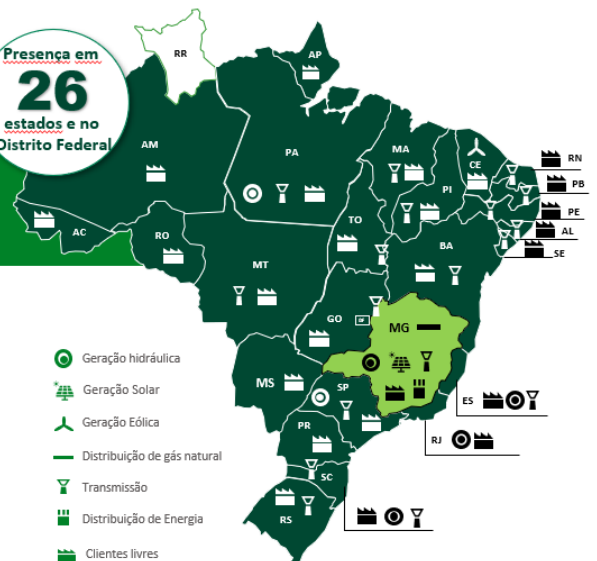 Presença em
26
estados e no
Distrito Federal
RR
AP
AM
PA
MA
CE
RN
PB
PE
AL
SE
PI
TO
AC
RO
MT
BA
GO
DF
MG
MS
SP
ES
RJ
PR
SC
RS
Geração hidráulica
Geração Solar
Geração Eólica
Distribuição de gás natural
Transmissão
Distribuição de Energia
Clientes livres